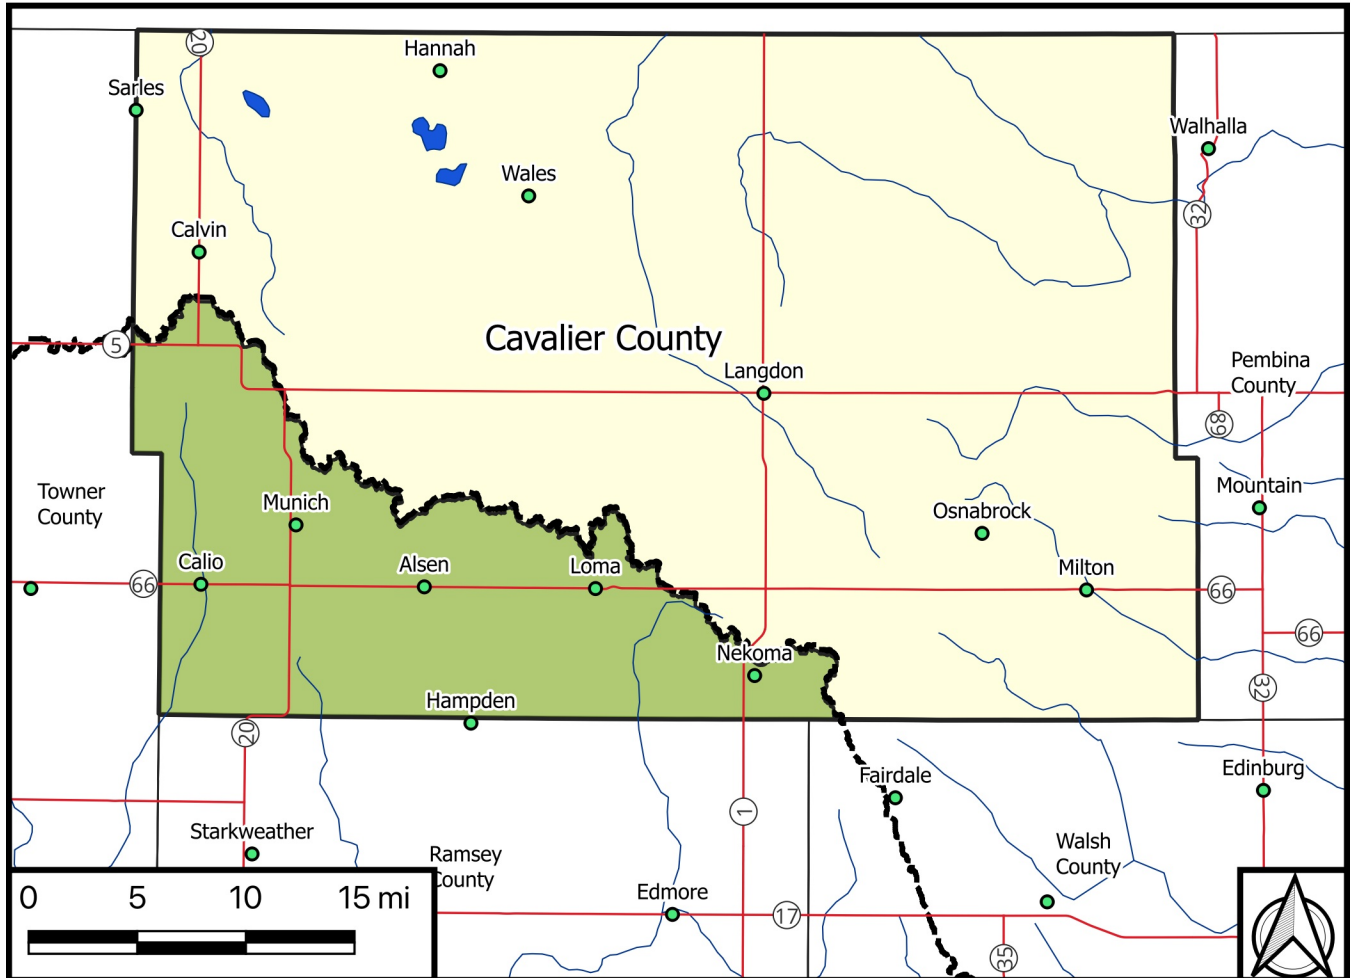 20
Hannah
Sarles
Walhalla
Wales
32
Calvin
Cavalier County
5
Langdon
Pembina
County
89
Towner
County
Munich
Mountain
Osnabrock
Calio
Alsen
Loma
Milton
66
66
66
Nekoma
Hampden
32
20
Fairdale
Edinburg
1
Starkweather
Walsh
County
Ramsey
County
Edmore
0 5 10 15 mi
17
35